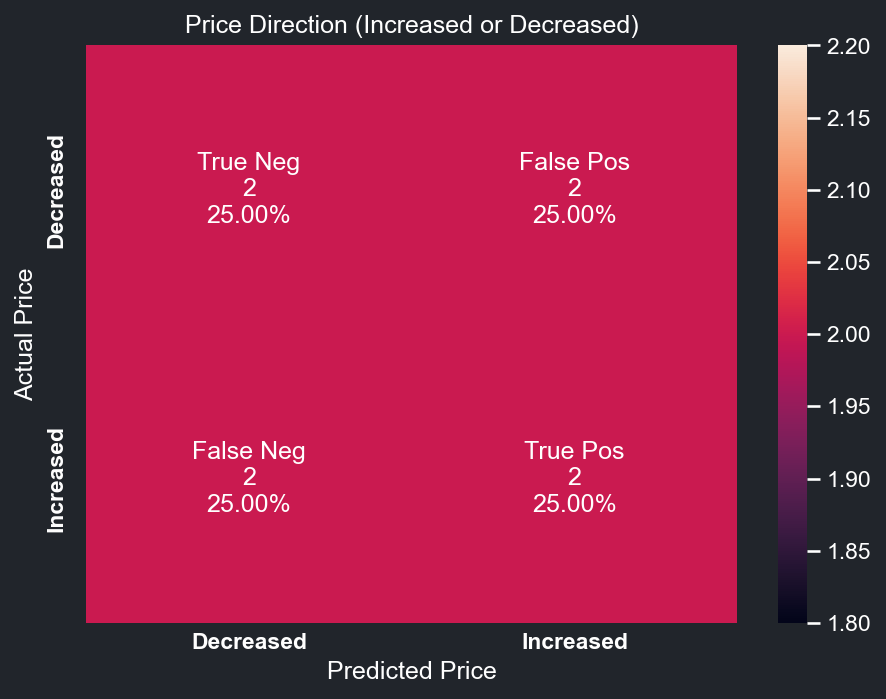 Price Direction (Increased or Decreased)
Actual Price
Decreased
Increased
True Neg
2
25.00%
False Pos
2
25.00%
False Neg
2
25.00%
True Pos
2
25.00%
Decreased
Increased
Predicted Price
2.20
2.15
2.10
2.05
2.00
1.95
1.90
1.85
1.80